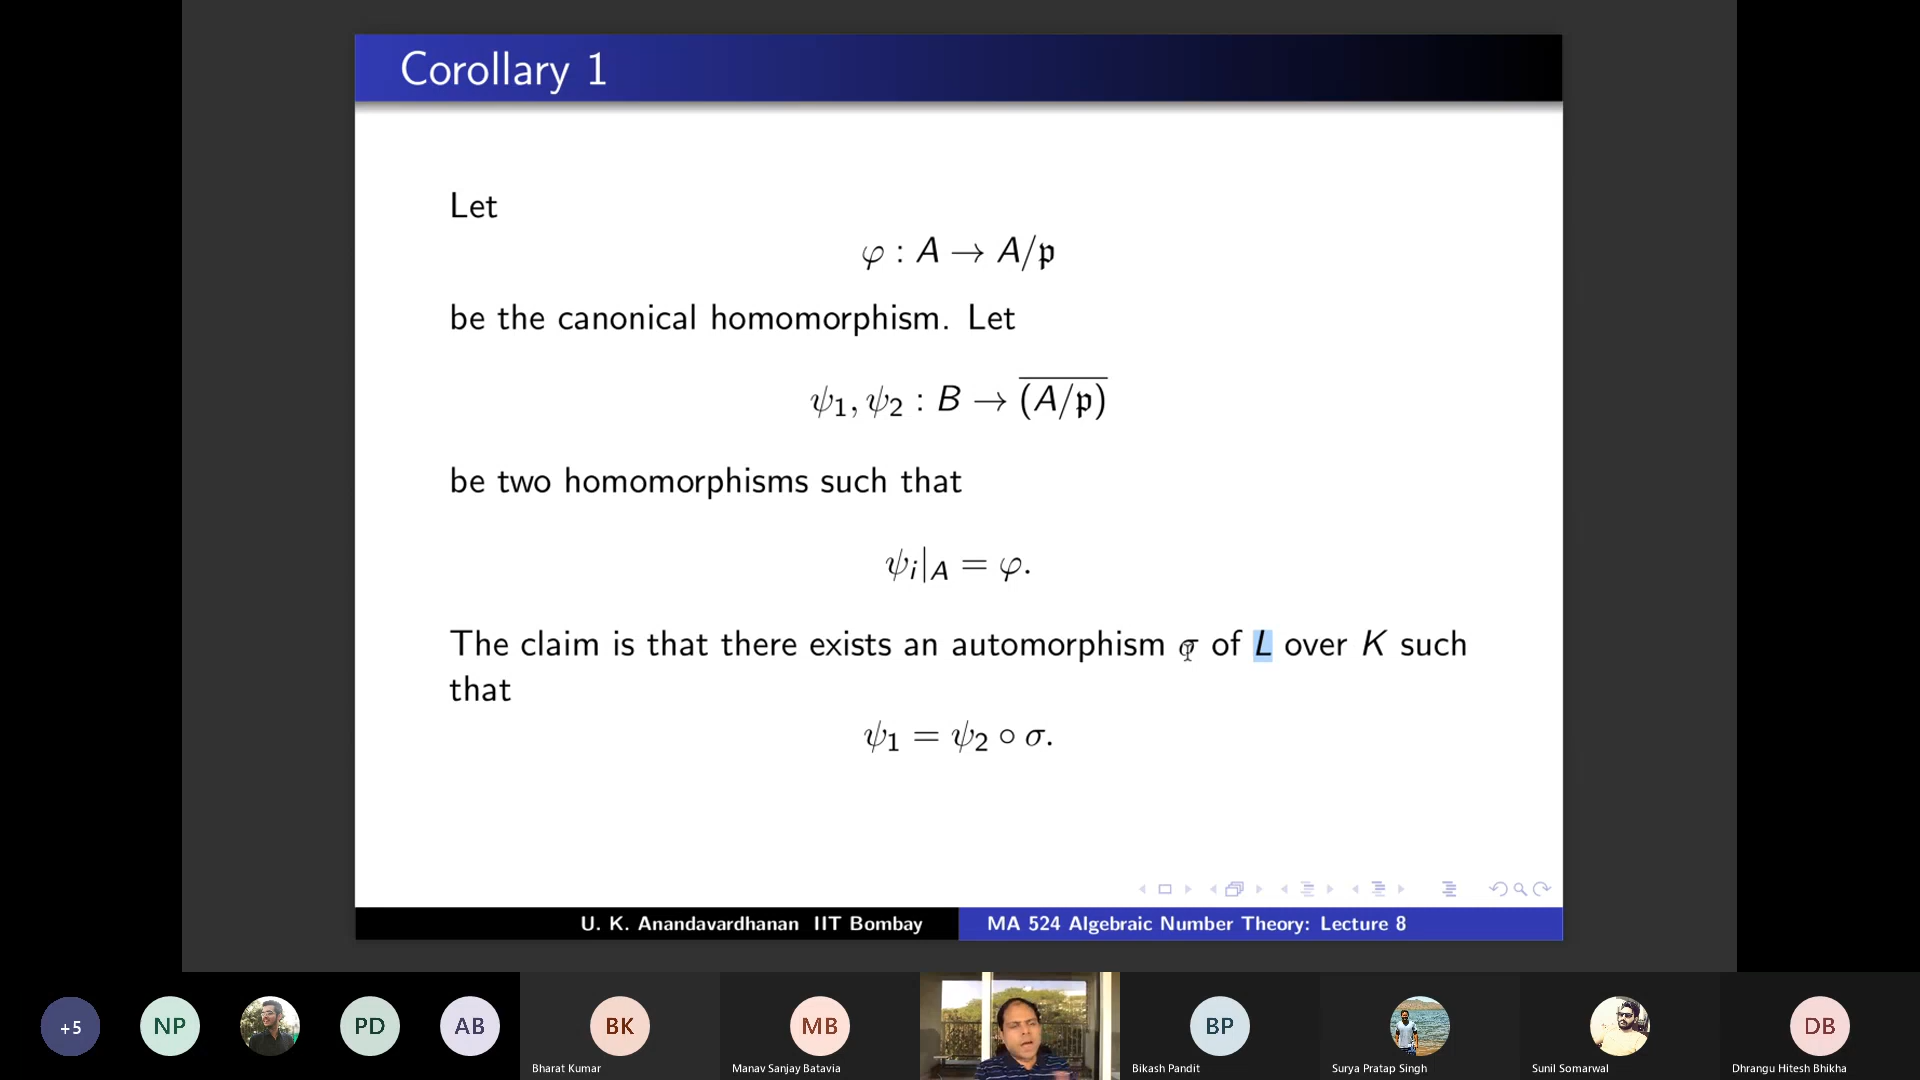 Corollary 1
Let
φ : A → A/𝔭
be the canonical homomorphism. Let
ψ₁, ψ₂ : B → \overline{(A/𝔭)}
be two homomorphisms such that
ψᵢ|_A = φ.
The claim is that there exists an automorphism σ of L over K such
that
ψ₁ = ψ₂ ∘ σ.
U. K. Anandavardhanan IIT Bombay
MA 524 Algebraic Number Theory: Lecture 8
+5
NP
PD
AB
BK
MB
BP
DB
Bharat Kumar
Manav Sanjay Batavia
Bikash Pandit
Surya Pratap Singh
Sunil Somarwal
Dhrangu Hitesh Bhikha